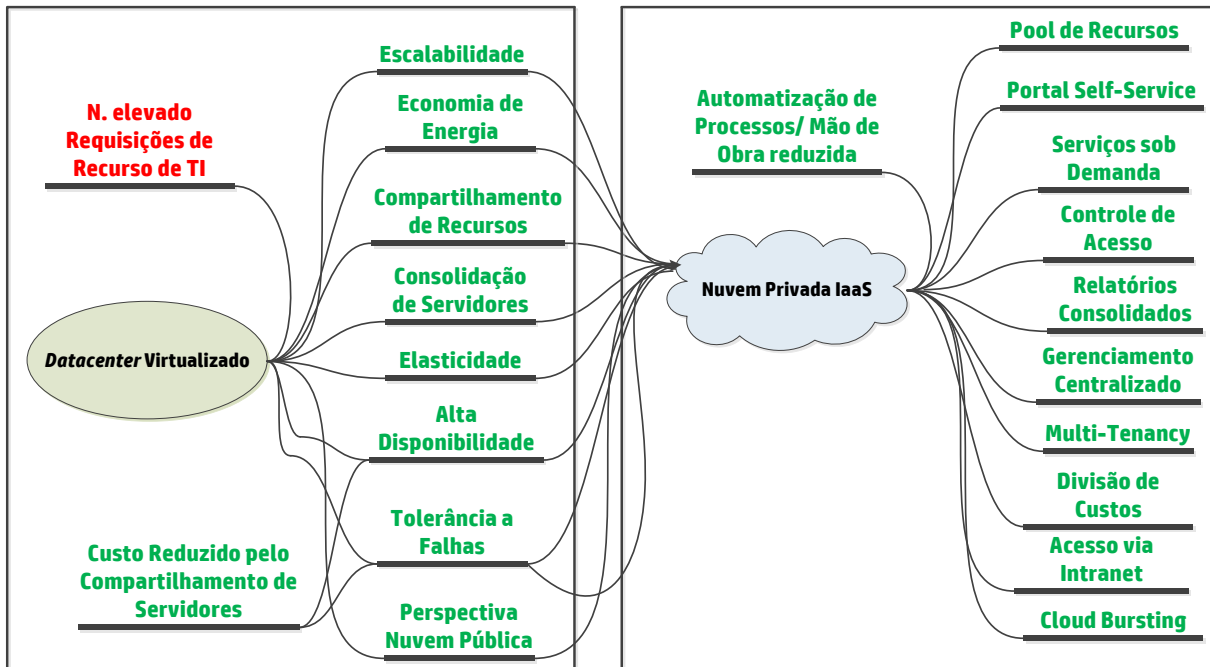 N. elevado
Requisições de
Recurso de TI
Datacenter Virtualizado
Custo Reduzido pelo
Compartilhamento de
Servidores
Escalabilidade
Economia de
Energia
Compartilhamento
de Recursos
Consolidação
de Servidores
Elasticidade
Alta
Disponibilidade
Tolerância a
Falhas
Perspectiva
Nuvem Pública
Automatização de
Processos/ Mão de
Obra reduzida
Nuvem Privada IaaS
Pool de Recursos
Portal Self-Service
Serviços sob
Demanda
Controle de
Acesso
Relatórios
Consolidados
Gerenciamento
Centralizado
Multi-Tenancy
Divisão de
Custos
Acesso via
Intranet
Cloud Bursting